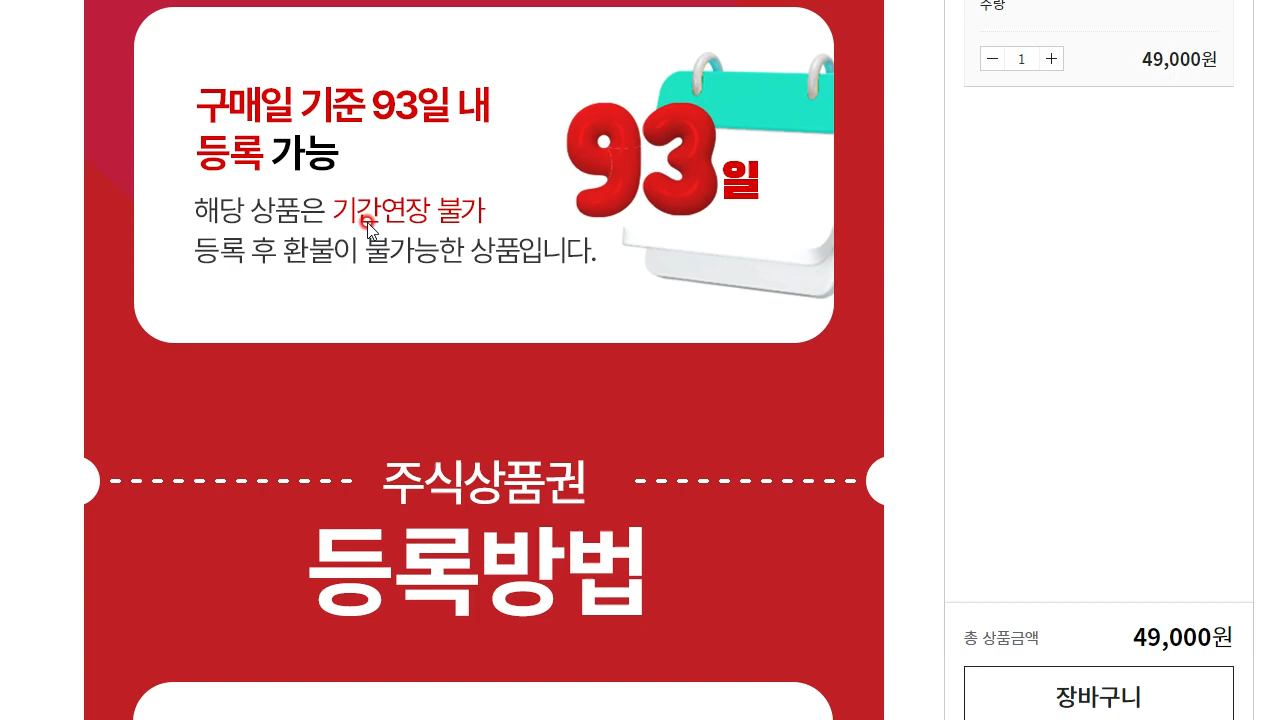 수량
1
49,000원
구매일 기준 93일 내
등록 가능
해당 상품은 기간연장 불가
등록 후 환불이 불가능한 상품입니다.
93일
주식상품권
등록방법
총 상품금액
49,000원
장바구니